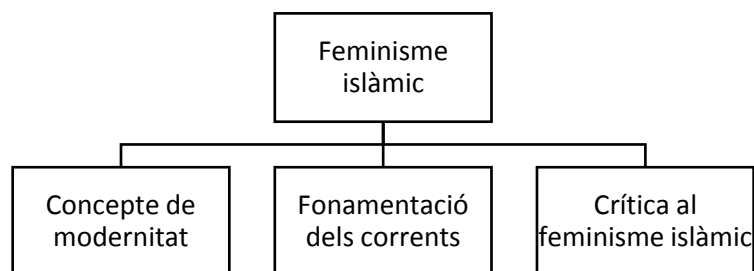 Feminisme
islàmic
Concepte de
modernitat
Fonamentació
dels corrents
Crítica al
feminisme islàmic